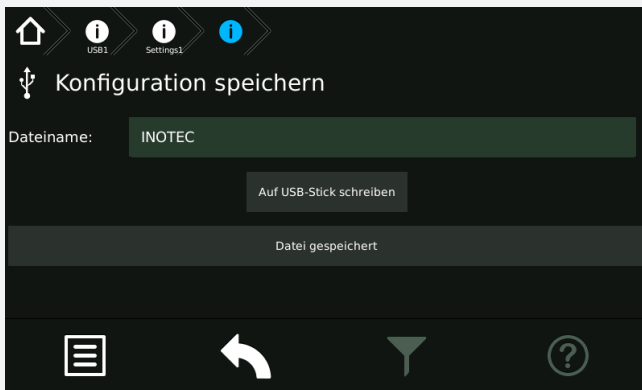 USB1
Settings1
Konfiguration speichern
Dateiname: INOTEC
Auf USB-Stick schreiben
Datei gespeichert